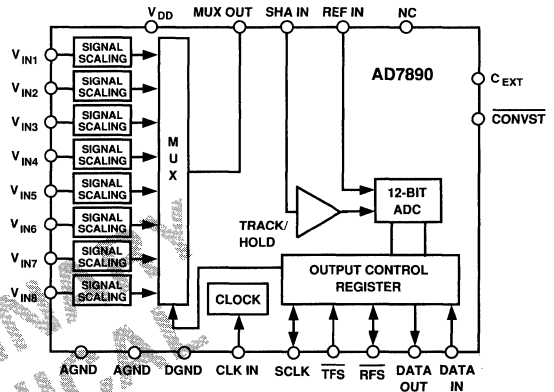 VDD MUX OUT SHA IN REF IN NC
AD7890
VIN1 SIGNAL SCALING
VIN2 SIGNAL SCALING
VIN3 SIGNAL SCALING
VIN4 SIGNAL SCALING
VIN5 SIGNAL SCALING
VIN6 SIGNAL SCALING
VIN7 SIGNAL SCALING
VIN8 SIGNAL SCALING
MUX
CEXT
CONVST
TRACK/
HOLD
12-BIT
ADC
OUTPUT CONTROL
REGISTER
CLOCK
AGND AGND DGND CLK IN SCLK TFS RFS DATA OUT DATA IN